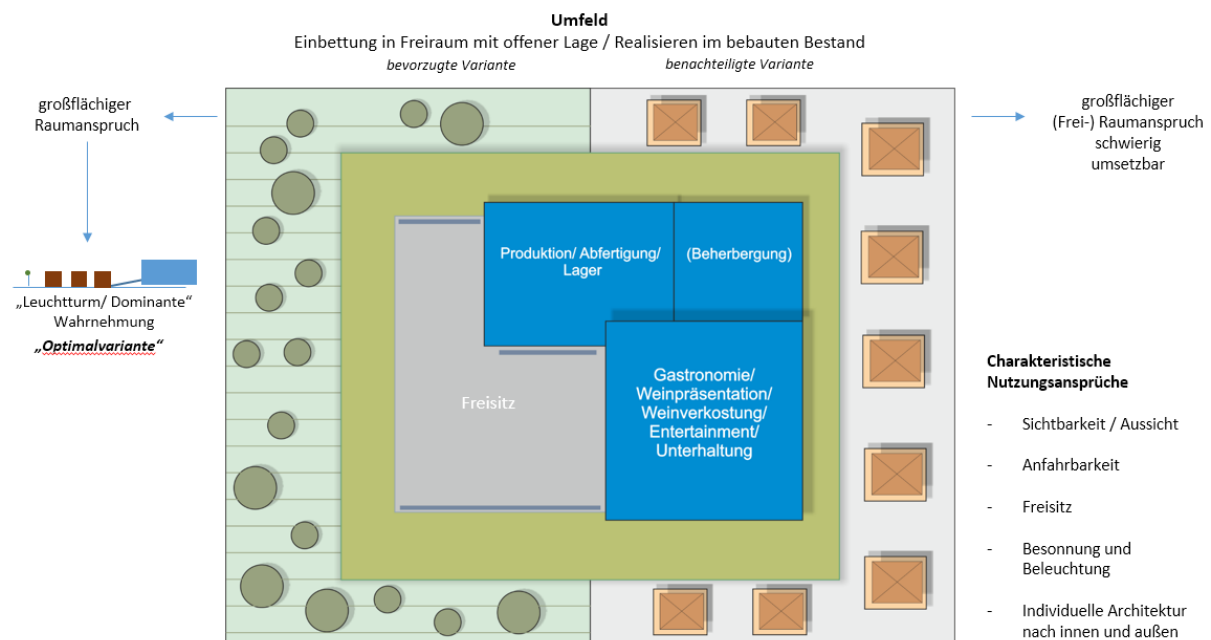 Umfeld
Einbettung in Freiraum mit offener Lage / Realisieren im bebauten Bestand
bevorzugte Variante
benachteiligte Variante
großflächiger
Raumanspruch
„Leuchtturm/ Dominante“
Wahrnehmung
„Optimalvariante“
großflächiger
(Frei-) Raumanspruch
schwierig
umsetzbar
Produktion/ Abfertigung/
Lager
(Beherbergung)
Freisitz
Gastronomie/
Weinpräsentation/
Weinverkostung/
Entertainment/
Unterhaltung
Charakteristische
Nutzungsansprüche
- Sichtbarkeit / Aussicht
- Anfahrbarkeit
- Freisitz
- Besonnung und
Beleuchtung
- Individuelle Architektur
nach innen und außen